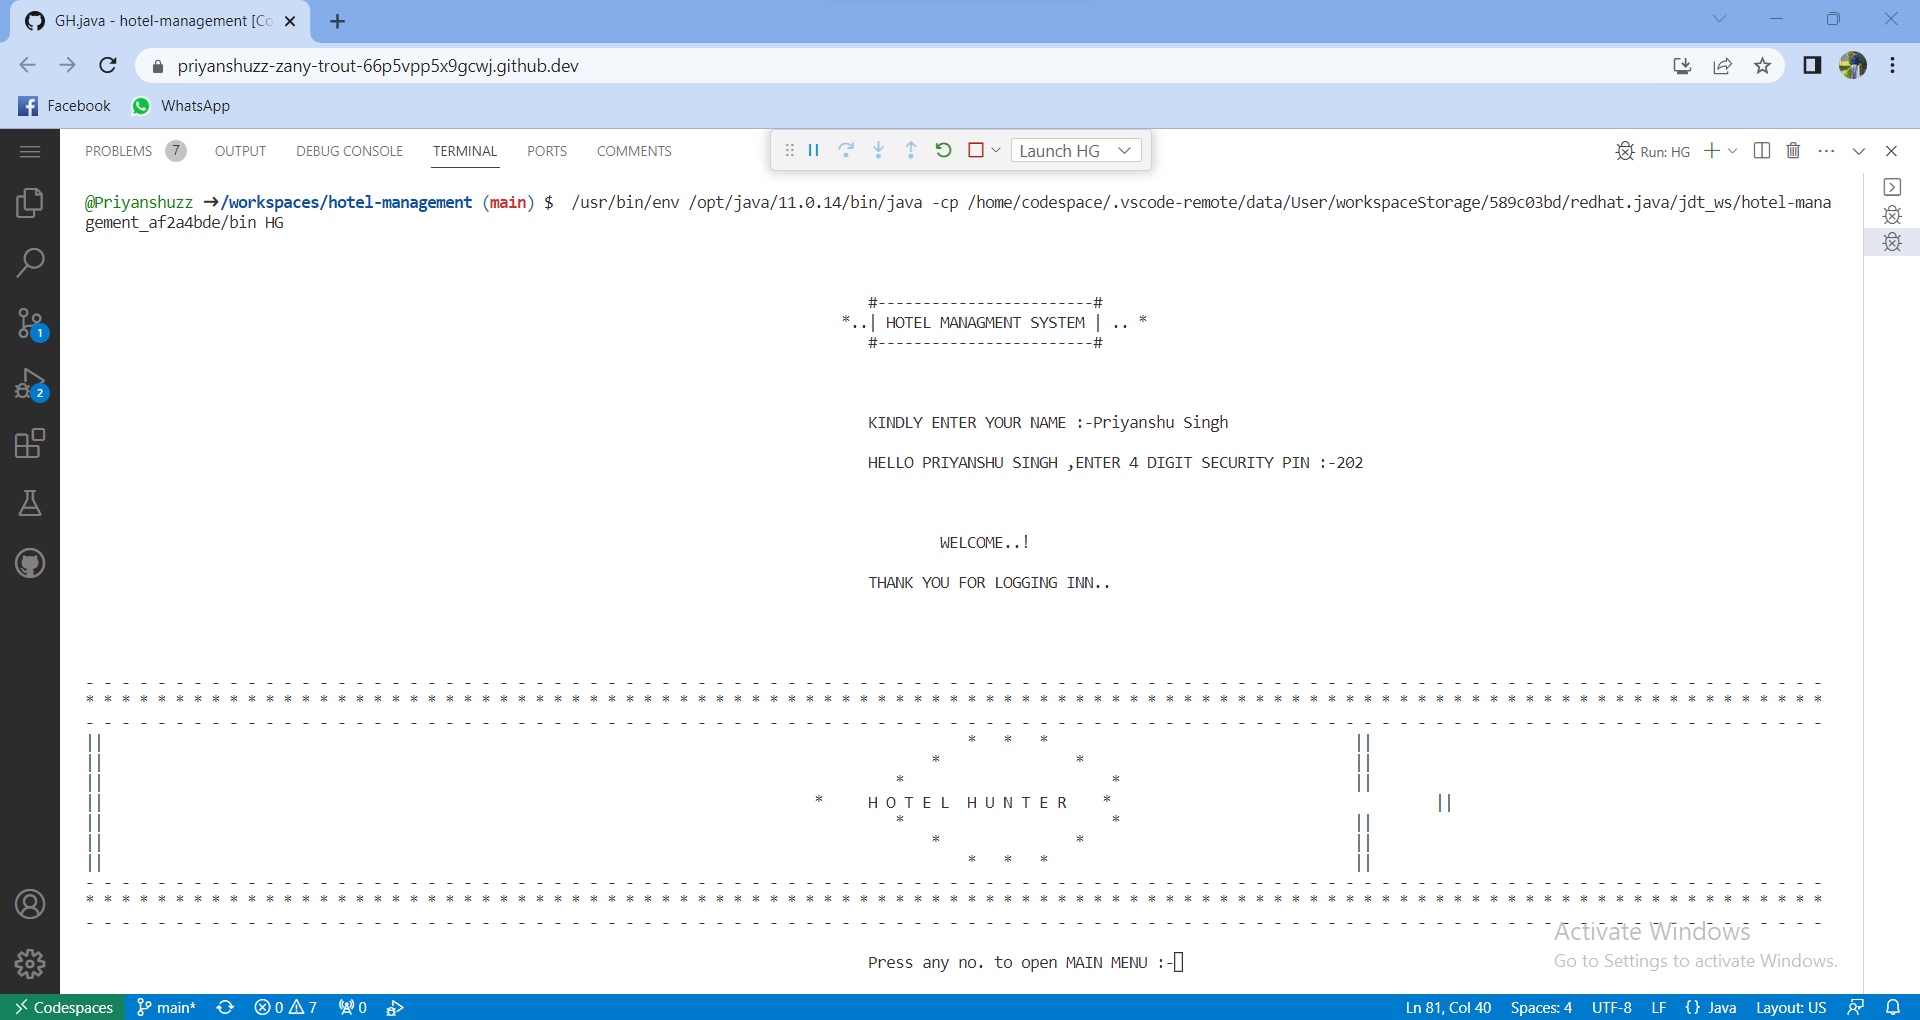 GH.java - hotel-management [Co
priyanshuzz-zany-trout-66p5vpp5x9gcwj.github.dev
Facebook WhatsApp
PROBLEMS 7 OUTPUT DEBUG CONSOLE TERMINAL PORTS COMMENTS Launch HG Run: HG
@Priyanshuzz →/workspaces/hotel-management (main) $ /usr/bin/env /opt/java/11.0.14/bin/java -cp /home/codespace/.vscode-remote/data/User/workspaceStorage/589c03bd/redhat.java/jdt_ws/hotel-mana
gement_af2a4bde/bin HG
#------------------------#
*..| HOTEL MANAGMENT SYSTEM | .. *
#------------------------#
KINDLY ENTER YOUR NAME :-Priyanshu Singh
HELLO PRIYANSHU SINGH ,ENTER 4 DIGIT SECURITY PIN :-202
WELCOME..!
THANK YOU FOR LOGGING INN..
* H O T E L  H U N T E R *
Press any no. to open MAIN MENU :-
Activate Windows
Go to Settings to activate Windows.
1
2
Codespaces main* 0 7 0 Ln 81, Col 40 Spaces: 4 UTF-8 LF {} Java Layout: US